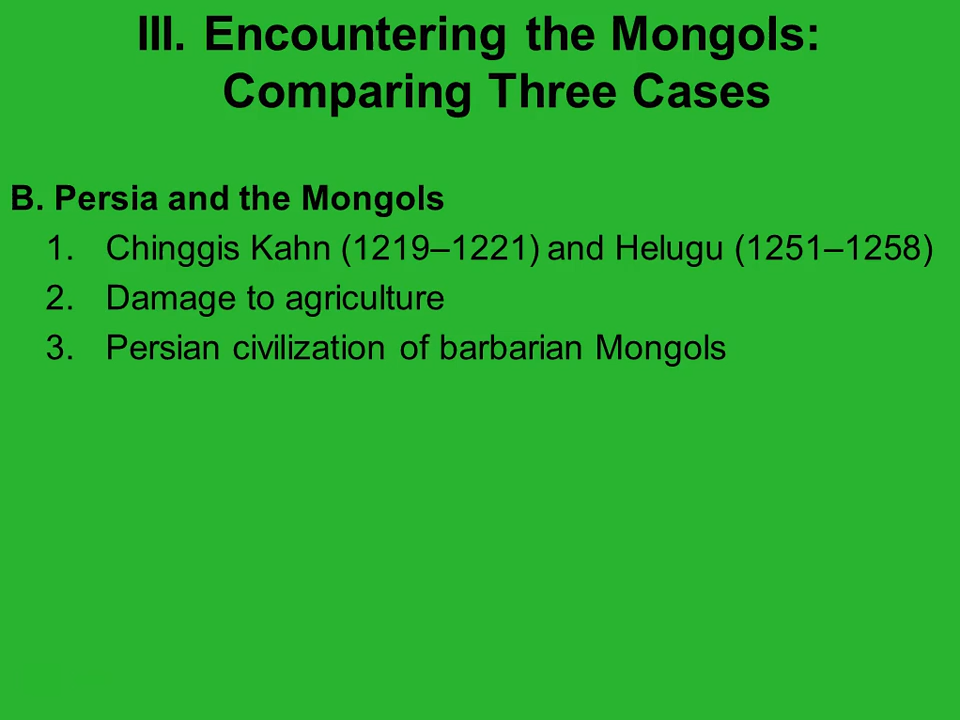 III. Encountering the Mongols:
Comparing Three Cases
B. Persia and the Mongols
1. Chinggis Kahn (1219–1221) and Helugu (1251–1258)
2. Damage to agriculture
3. Persian civilization of barbarian Mongols